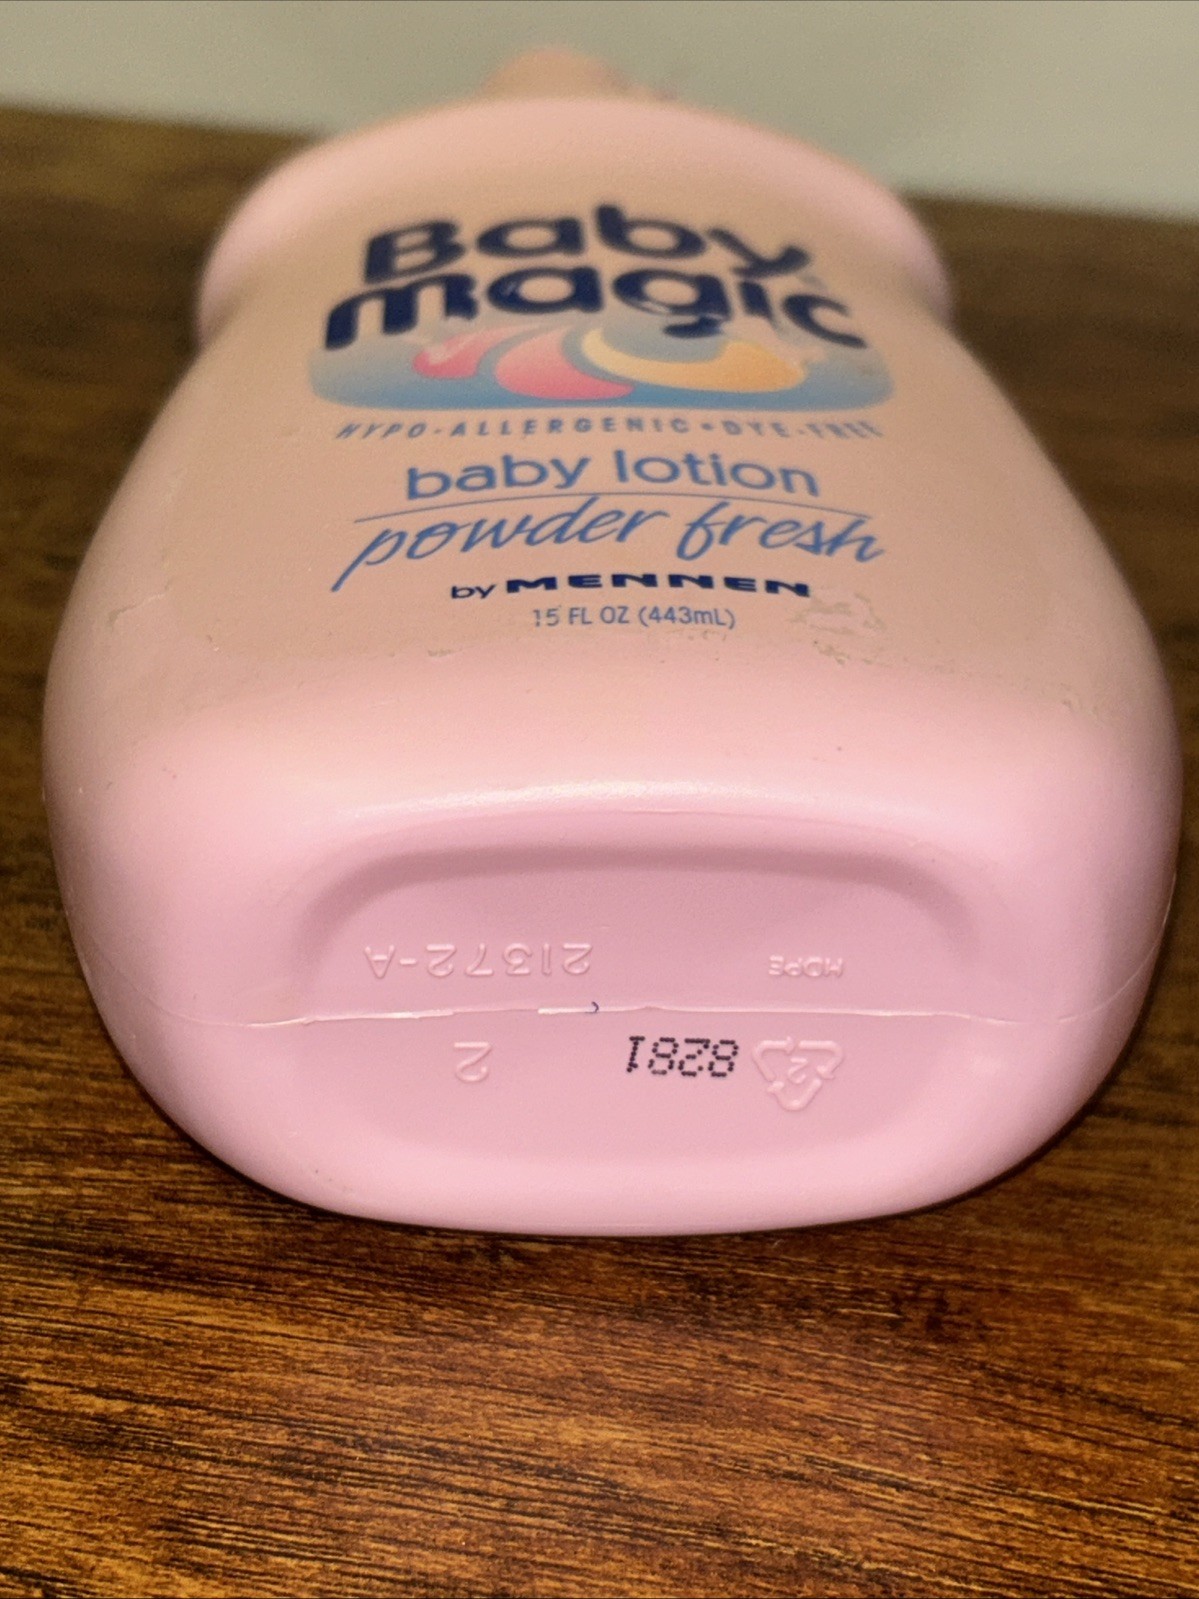 Baby
magic
HYPO-ALLERGENIC • DYE-FREE
baby lotion
powder fresh
by MENNEN
15 FL OZ (443mL)
21372-A
HDPE
2
8281
2